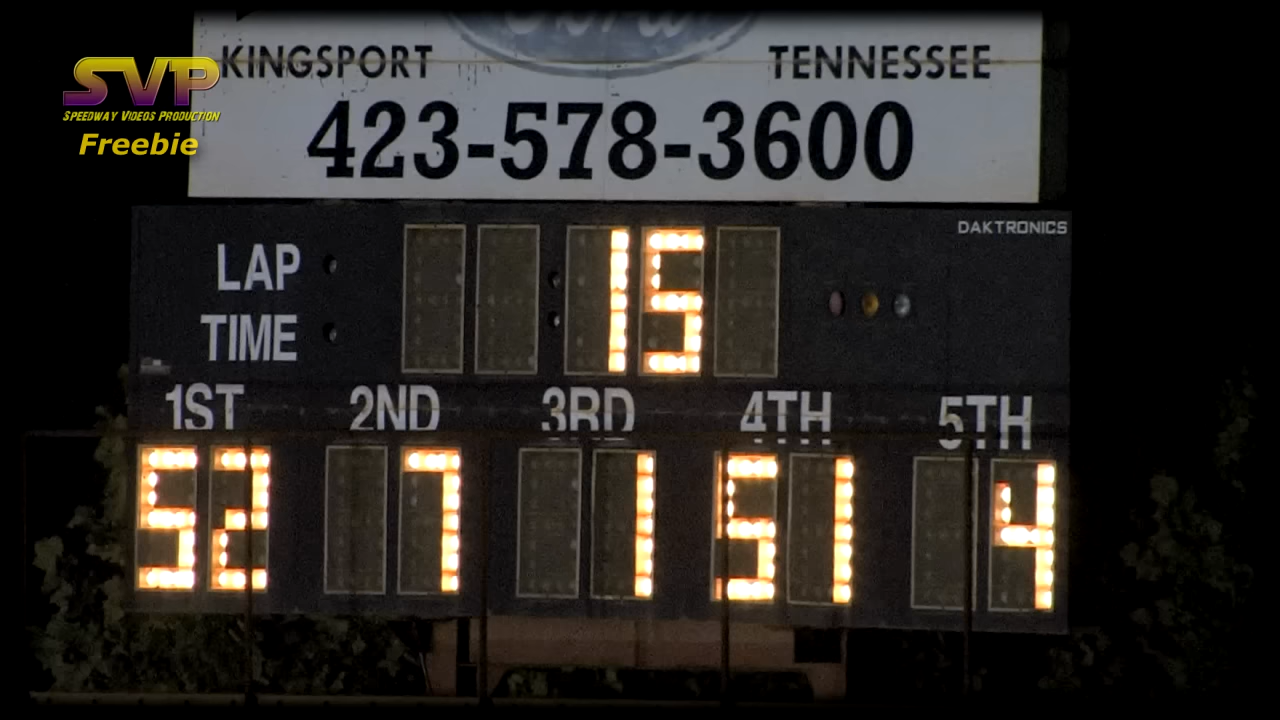 Ford
KINGSPORT TENNESSEE
SVP
SPEEDWAY VIDEOS PRODUCTION
Freebie
423-578-3600
DAKTRONICS
LAP
TIME
15
1ST 2ND 3RD 4TH 5TH
52 7 1 51 4